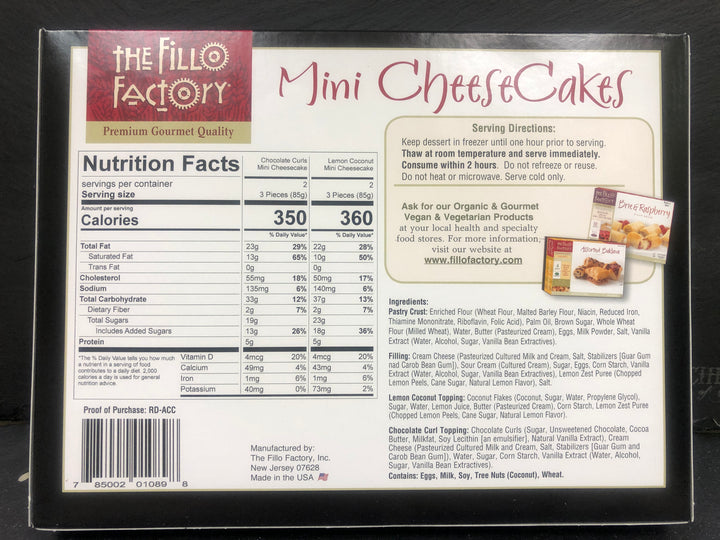 THE FILLO
FACTORY
Premium Gourmet Quality
Mini CheeseCakes
Nutrition Facts
Chocolate Curls Mini Cheesecake
Lemon Coconut Mini Cheesecake
servings per container 2 2
Serving size 3 Pieces (85g) 3 Pieces (85g)
Amount per serving
Calories 350 360
% Daily Value* % Daily Value*
Total Fat 23g 29% 22g 28%
Saturated Fat 13g 65% 10g 50%
Trans Fat 0g 0g
Cholesterol 55mg 18% 50mg 17%
Sodium 135mg 6% 140mg 6%
Total Carbohydrate 33g 12% 37g 13%
Dietary Fiber 2g 7% 2g 7%
Total Sugars 19g 23g
Includes Added Sugars 13g 26% 18g 36%
Protein 5g 5g
*The % Daily Value tells you how much
a nutrient in a serving of food
contributes to a daily diet. 2,000
calories a day is used for general
nutrition advice.
Vitamin D 4mcg 20% 4mcg 20%
Calcium 49mg 4% 43mg 4%
Iron 1mg 6% 1mg 6%
Potassium 40mg 0% 73mg 2%
Proof of Purchase: RD-ACC
7 85002 01089 8
Manufactured by:
The Fillo Factory, Inc.
New Jersey 07628
Made in the USA
Serving Directions:
Keep dessert in freezer until one hour prior to serving.
Thaw at room temperature and serve immediately.
Consume within 2 hours. Do not refreeze or reuse.
Do not heat or microwave. Serve cold only.
Ask for our Organic & Gourmet
Vegan & Vegetarian Products
at your local health and specialty
food stores. For more information,
visit our website at
www.fillofactory.com
THE FILLO
FACTORY
Brie & Raspberry
THE FILLO
FACTORY
Assorted Baklava
Ingredients:
Pastry Crust: Enriched Flour (Wheat Flour, Malted Barley Flour, Niacin, Reduced Iron,
Thiamine Mononitrate, Riboflavin, Folic Acid), Palm Oil, Brown Sugar, Whole Wheat
Flour (Milled Wheat), Water, Butter (Pasteurized Cream), Eggs, Milk Powder, Salt, Vanilla
Extract (Water, Alcohol, Sugar, Vanilla Bean Extractives).
Filling: Cream Cheese (Pasteurized Cultured Milk and Cream, Salt, Stabilizers [Guar Gum
nad Carob Bean Gum]), Sour Cream (Cultured Cream), Sugar, Eggs, Corn Starch, Vanilla
Extract (Water, Alcohol, Sugar, Vanilla Bean Extractives), Lemon Zest Puree (Chopped
Lemon Peels, Cane Sugar, Natural Lemon Flavor), Salt.
Lemon Coconut Topping: Coconut Flakes (Coconut, Sugar, Water, Propylene Glycol),
Sugar, Water, Lemon Juice, Butter (Pasteurized Cream), Corn Starch, Lemon Zest Puree
(Chopped Lemon Peels, Cane Sugar, Natural Lemon Flavor), Salt.
Chocolate Curl Topping: Chocolate Curls (Sugar, Unsweetened Chocolate, Cocoa
Butter, Milkfat, Soy Lecithin [an emulsifier], Natural Vanilla Extract), Cream
Cheese (Pasteurized Cultured Milk and Cream, Salt, Stabilizers [Guar Gum and
Carob Bean Gum]), Water, Sugar, Corn Starch, Vanilla Extract (Water, Alcohol,
Sugar, Vanilla Bean Extractives).
Contains: Eggs, Milk, Soy, Tree Nuts (Coconut), Wheat.